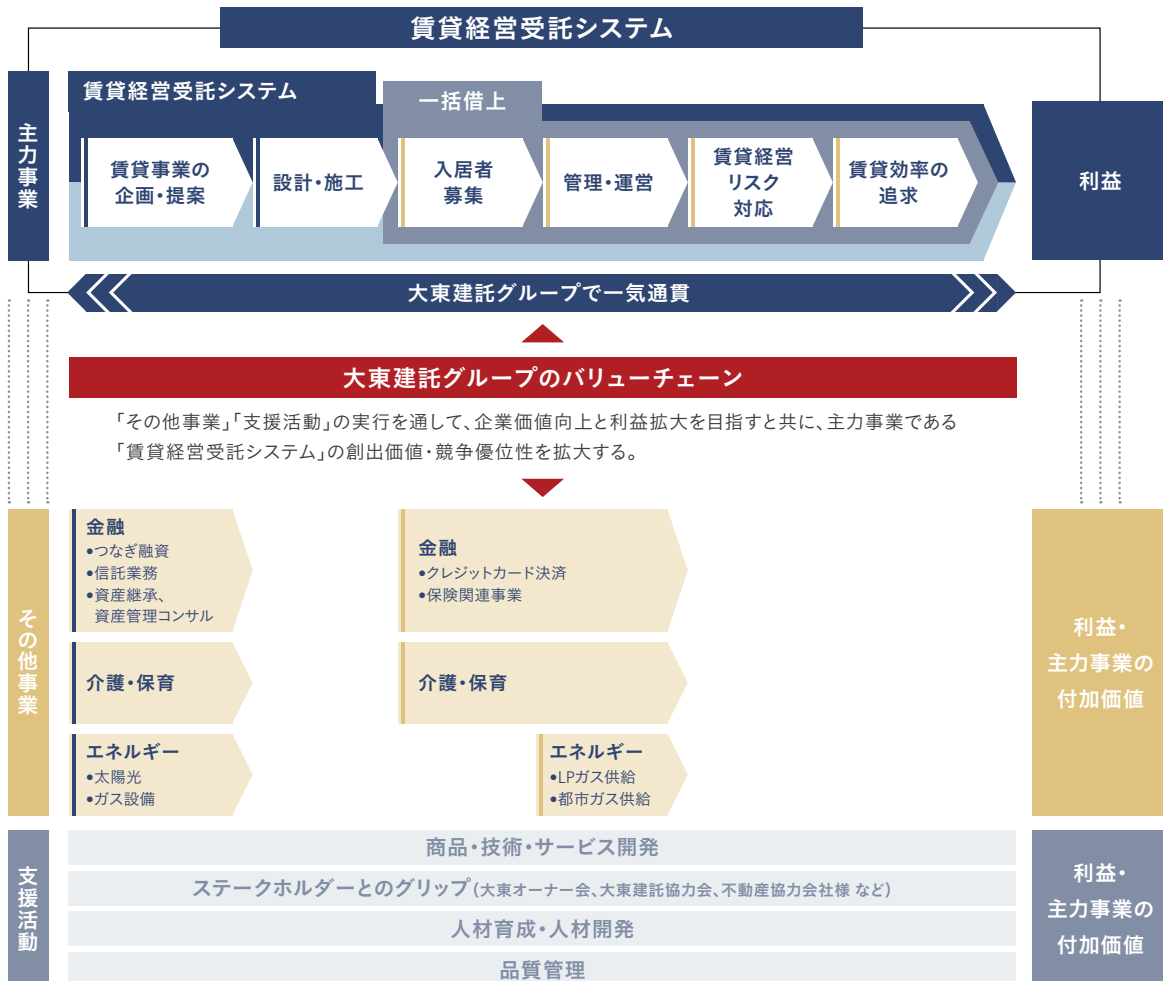 賃貸経営受託システム
主力事業
賃貸経営受託システム
一括借上
賃貸事業の
企画・提案
設計・施工
入居者
募集
管理・運営
賃貸経営
リスク
対応
賃貸効率の
追求
利益
大東建託グループで一気通貫
大東建託グループのバリューチェーン
「その他事業」「支援活動」の実行を通して、企業価値向上と利益拡大を目指すと共に、主力事業である
「賃貸経営受託システム」の創出価値・競争優位性を拡大する。
その他事業
金融
•つなぎ融資
•信託業務
•資産継承、
資産管理コンサル
金融
•クレジットカード決済
•保険関連事業
介護・保育
介護・保育
エネルギー
•太陽光
•ガス設備
エネルギー
•LPガス供給
•都市ガス供給
利益・
主力事業の
付加価値
支援活動
商品・技術・サービス開発
ステークホルダーとのグリップ（大東オーナー会、大東建託協力会、不動産協力会社様 など）
人材育成・人材開発
品質管理
利益・
主力事業の
付加価値